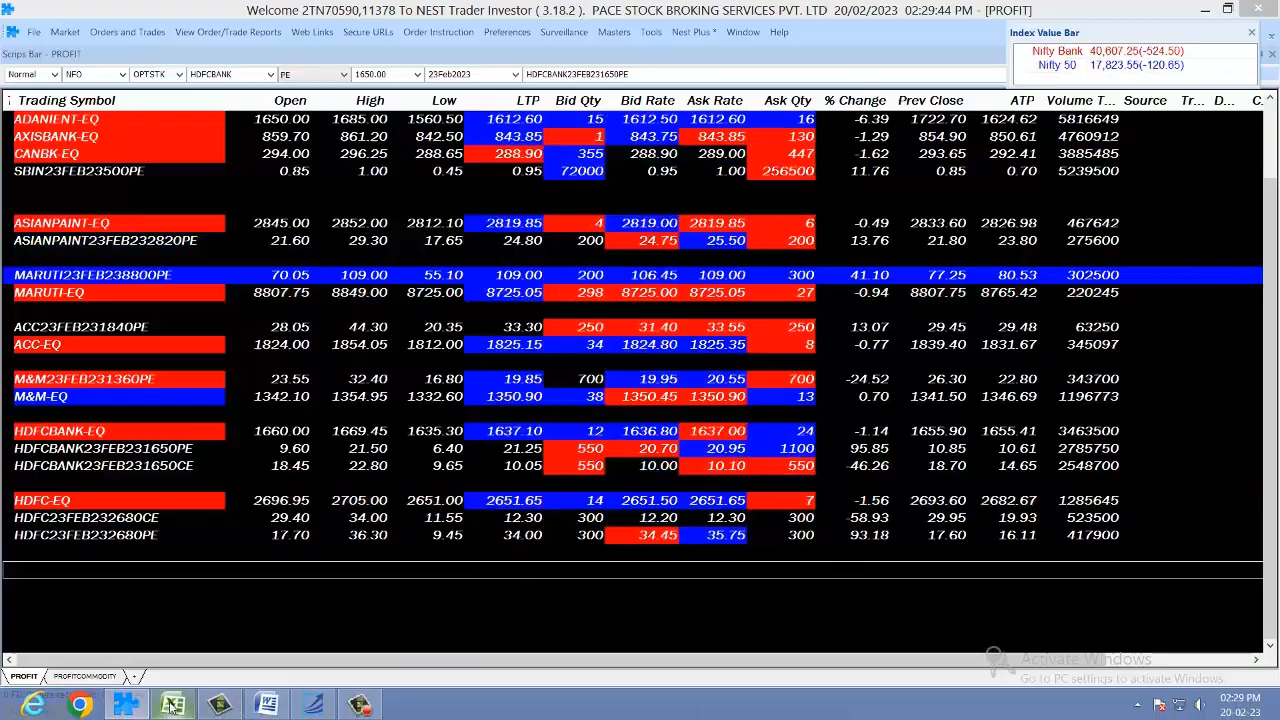 Welcome 2TN7059/11378 To NEST Trader Investor ( 3.18.2 ). PACE STOCK BROKING SERVICES PVT. LTD 20/02/2023 02:29:44 PM - [PROFIT]
File Market Orders and Trades View Order/Trade Reports Web Links Secure URLs Order Instruction Preferences Surveillance Masters Tools Nest Plus * Window Help
Index Value Bar
Nifty Bank 40,607.25(-524.50)
Nifty 50 17,823.55(-120.65)
Scrips Bar - PROFIT
Normal NFO OPTSTK HDFCBANK PE 1650.00 23Feb2023 HDFCBANK23FEB231650PE
Trading Symbol Open High Low LTP Bid Qty Bid Rate Ask Rate Ask Qty % Change Prev Close ATP Volume T... Source Tr... D... C.
ADANIENT-EQ 1650.00 1685.00 1560.50 1612.60 15 1612.50 1612.60 16 -6.39 1722.70 1624.62 5816649
AXISBANK-EQ 859.70 861.20 842.50 843.85 1 843.75 843.85 130 -1.29 854.90 850.61 4760912
CANBK-EQ 294.00 296.25 288.65 288.90 355 288.90 289.00 447 -1.62 293.65 292.41 3885485
SBIN23FEB23500PE 0.85 1.00 0.45 0.95 72000 0.95 1.00 256500 11.76 0.85 0.70 5239500
ASIANPAINT-EQ 2845.00 2852.00 2812.10 2819.85 4 2819.00 2819.85 6 -0.49 2833.60 2826.98 467642
ASIANPAINT23FEB232820PE 21.60 29.30 17.65 24.80 200 24.75 25.50 200 13.76 21.80 23.80 275600
MARUTI23FEB238800PE 70.05 109.00 55.10 109.00 200 106.45 109.00 300 41.10 77.25 80.53 302500
MARUTI-EQ 8807.75 8849.00 8725.00 8725.05 298 8725.00 8725.05 27 -0.94 8807.75 8765.42 220245
ACC23FEB231840PE 28.05 44.30 20.35 33.30 250 31.40 33.55 250 13.07 29.45 29.48 63250
ACC-EQ 1824.00 1854.05 1812.00 1825.15 34 1824.80 1825.35 8 -0.77 1839.40 1831.67 345097
M&M23FEB231360PE 23.55 32.40 16.80 19.85 700 19.95 20.55 700 -24.52 26.30 22.80 343700
M&M-EQ 1342.10 1354.95 1332.60 1350.90 38 1350.45 1350.90 13 0.70 1341.50 1346.69 1196773
HDFCBANK-EQ 1660.00 1669.45 1635.30 1637.10 12 1636.80 1637.00 24 -1.14 1655.90 1655.41 3463500
HDFCBANK23FEB231650PE 9.60 21.50 6.40 21.25 550 20.70 20.95 1100 95.85 10.85 10.61 2785750
HDFCBANK23FEB231650CE 18.45 22.80 9.65 10.05 550 10.00 10.10 550 -46.26 18.70 14.65 2548700
HDFC-EQ 2696.95 2705.00 2651.00 2651.65 14 2651.50 2651.65 7 -1.56 2693.60 2682.67 1285645
HDFC23FEB232680CE 29.40 34.00 11.55 12.30 300 12.20 12.30 300 -58.93 29.95 19.93 523500
HDFC23FEB232680PE 17.70 36.30 9.45 34.00 300 34.45 35.75 300 93.18 17.60 16.11 417900
Activate Windows
Go to PC settings to activate Windows.
PROFIT PROFITCOMMODITY +
02:29 PM
20-02-23